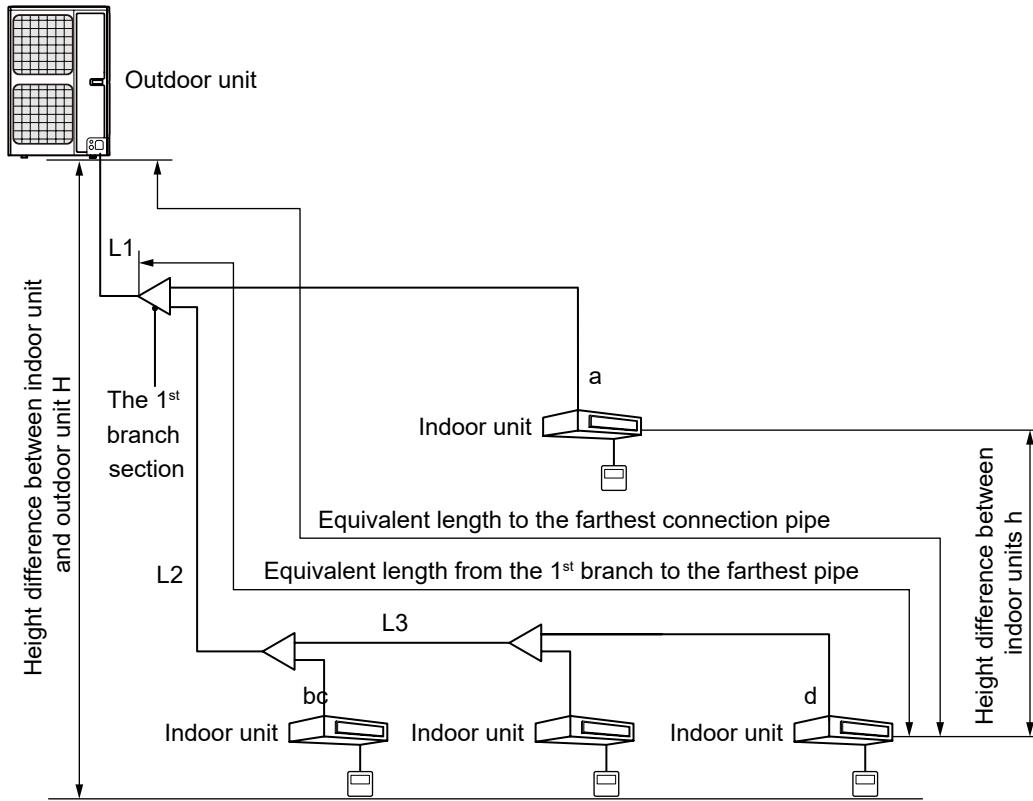 Outdoor unit
L1
Height difference between indoor unit
and outdoor unit H
The 1st
branch
section
a
Indoor unit
Height difference between
indoor units h
Equivalent length to the farthest connection pipe
L2
Equivalent length from the 1st branch to the farthest pipe
L3
bc
d
Indoor unit
Indoor unit
Indoor unit